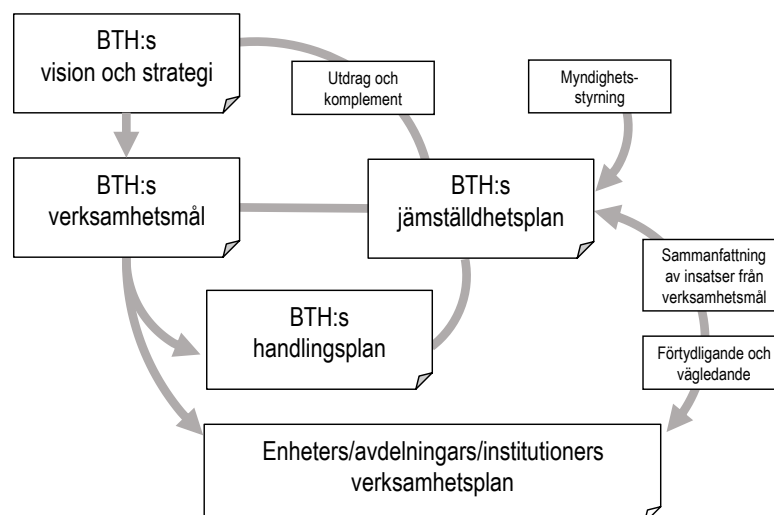 BTH:s
vision och strategi
Utdrag och
komplement
Myndighets-
styrning
BTH:s
verksamhetsmål
BTH:s
jämställdhetsplan
Sammanfattning
av insatser från
verksamhetsmål
BTH:s
handlingsplan
Förtydligande och
vägledande
Enheters/avdelningars/institutioners
verksamhetsplan